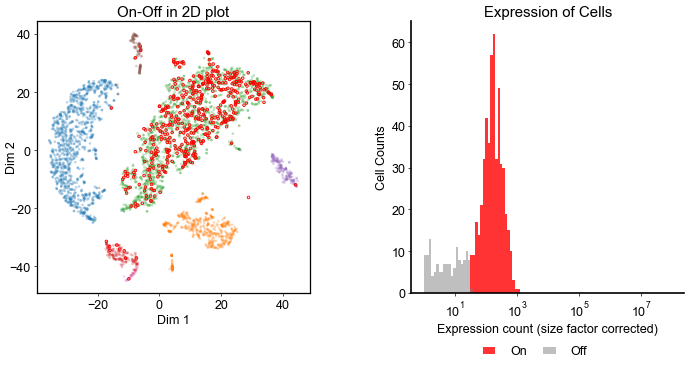 On-Off in 2D plot
40
20
0
−20
−40
Dim 2
−20
0
20
40
Dim 1
Expression of Cells
60
50
40
30
20
10
0
Cell Counts
10^1
10^3
10^5
10^7
Expression count (size factor corrected)
On
Off